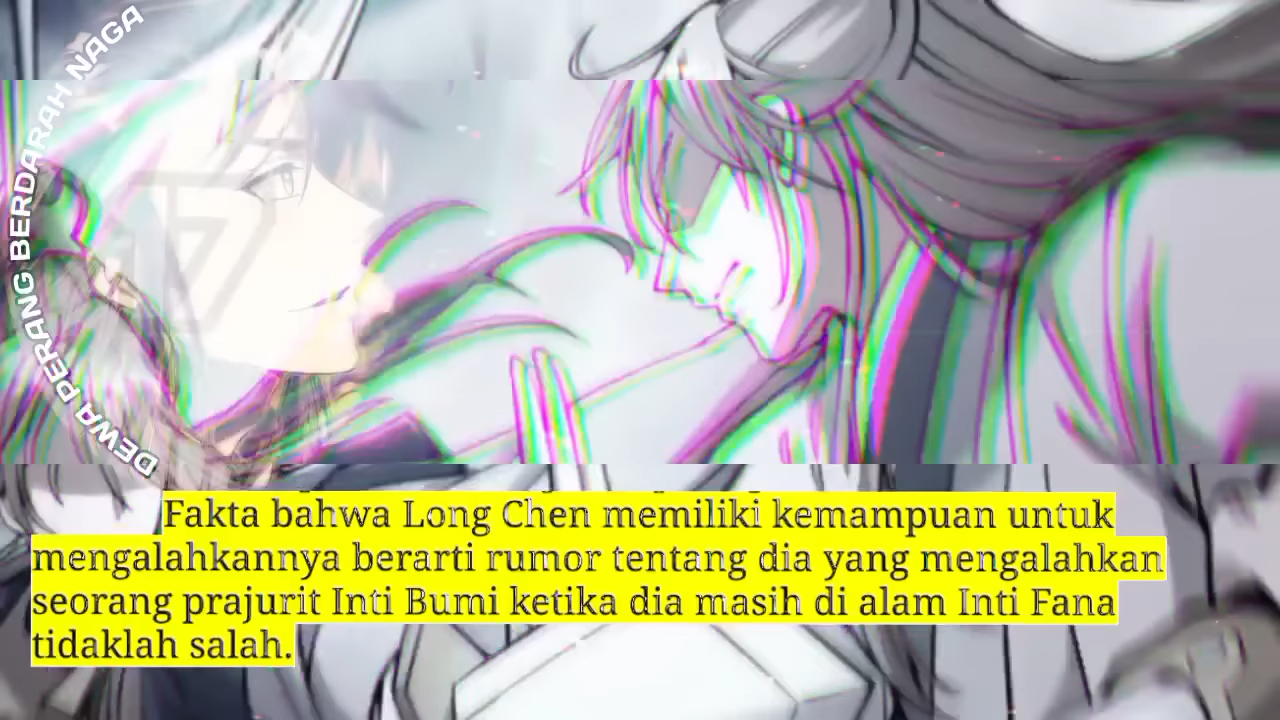 DEWA PERANG BERDARAH NAGA
Fakta bahwa Long Chen memiliki kemampuan untuk
mengalahkannya berarti rumor tentang dia yang mengalahkan
seorang prajurit Inti Bumi ketika dia masih di alam Inti Fana
tidaklah salah.